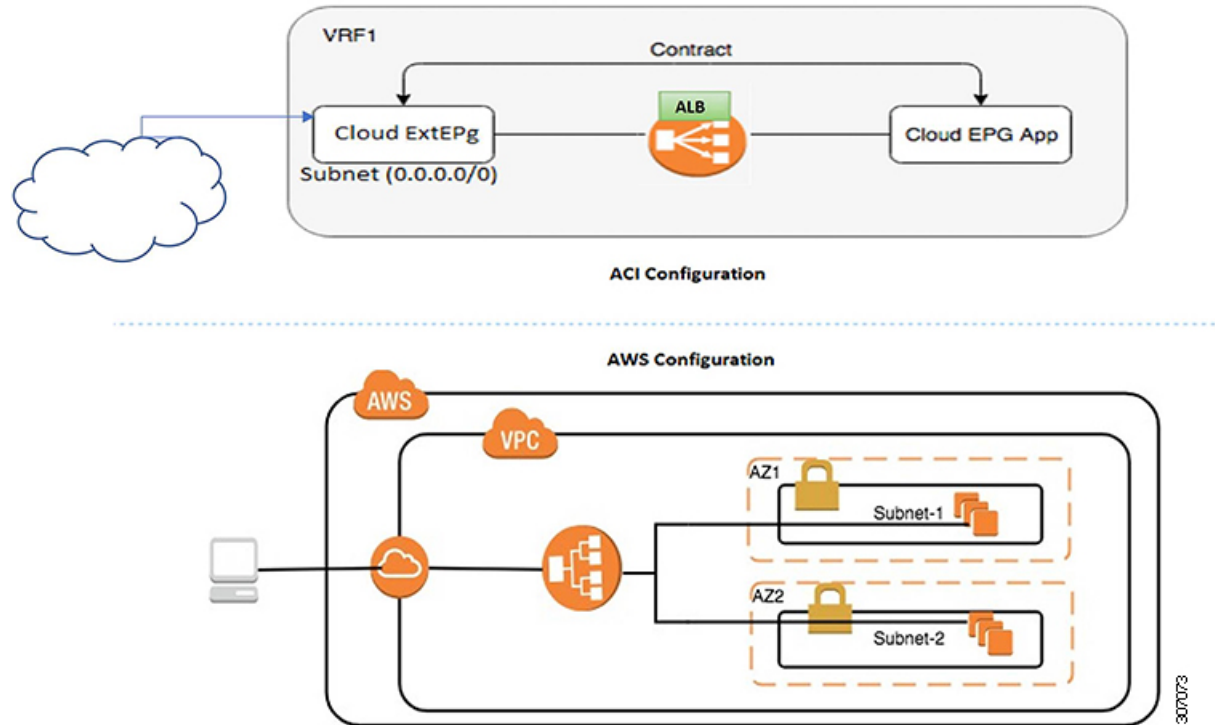 VRF1
Contract
ALB
Cloud ExtEPg
Cloud EPG App
Subnet (0.0.0.0/0)
ACI Configuration
AWS Configuration
AWS
VPC
AZ1
Subnet-1
AZ2
Subnet-2
307073